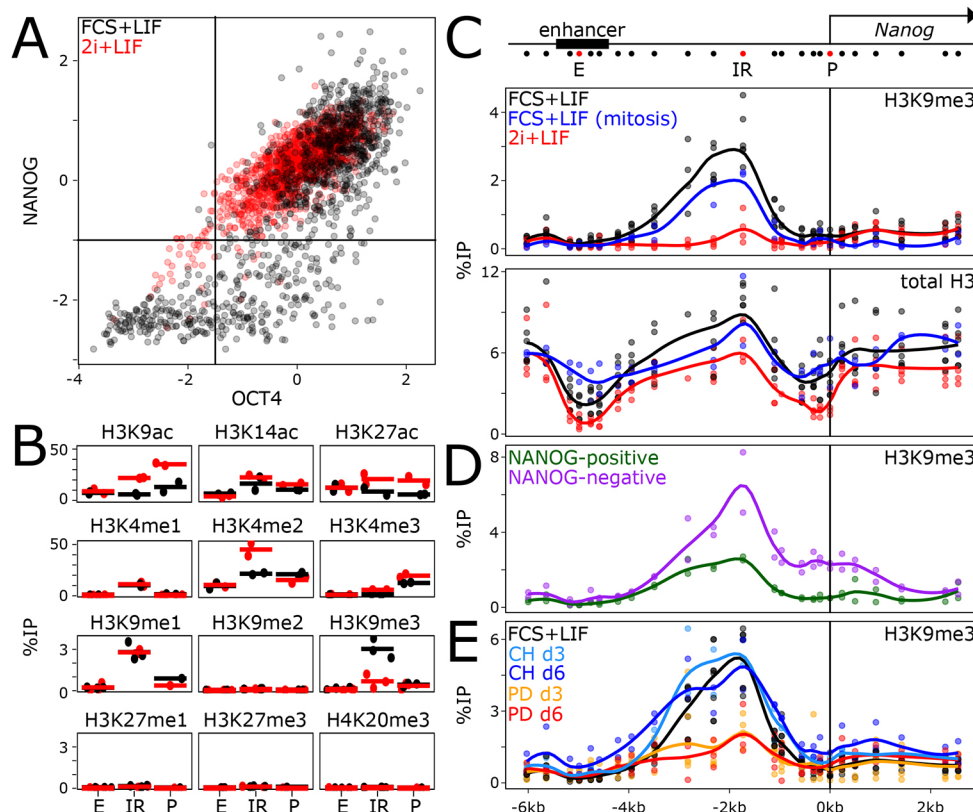 A
FCS+LIF
2i+LIF
NANOG
2
0
-2
-4
-2
0
2
OCT4
B
H3K9ac
H3K14ac
H3K27ac
50
0
H3K4me1
H3K4me2
H3K4me3
50
0
%IP
H3K9me1
H3K9me2
H3K9me3
3
0
H3K27me1
H3K27me3
H4K20me3
3
0
E
IR
P
E
IR
P
E
IR
P
C
enhancer
Nanog
E
IR
P
FCS+LIF
FCS+LIF (mitosis)
2i+LIF
H3K9me3
4
2
0
%IP
total H3
12
6
0
D
NANOG-positive
NANOG-negative
H3K9me3
8
4
0
%IP
E
FCS+LIF
CH d3
CH d6
PD d3
PD d6
H3K9me3
6
3
0
%IP
-6kb
-4kb
-2kb
0kb
2kb